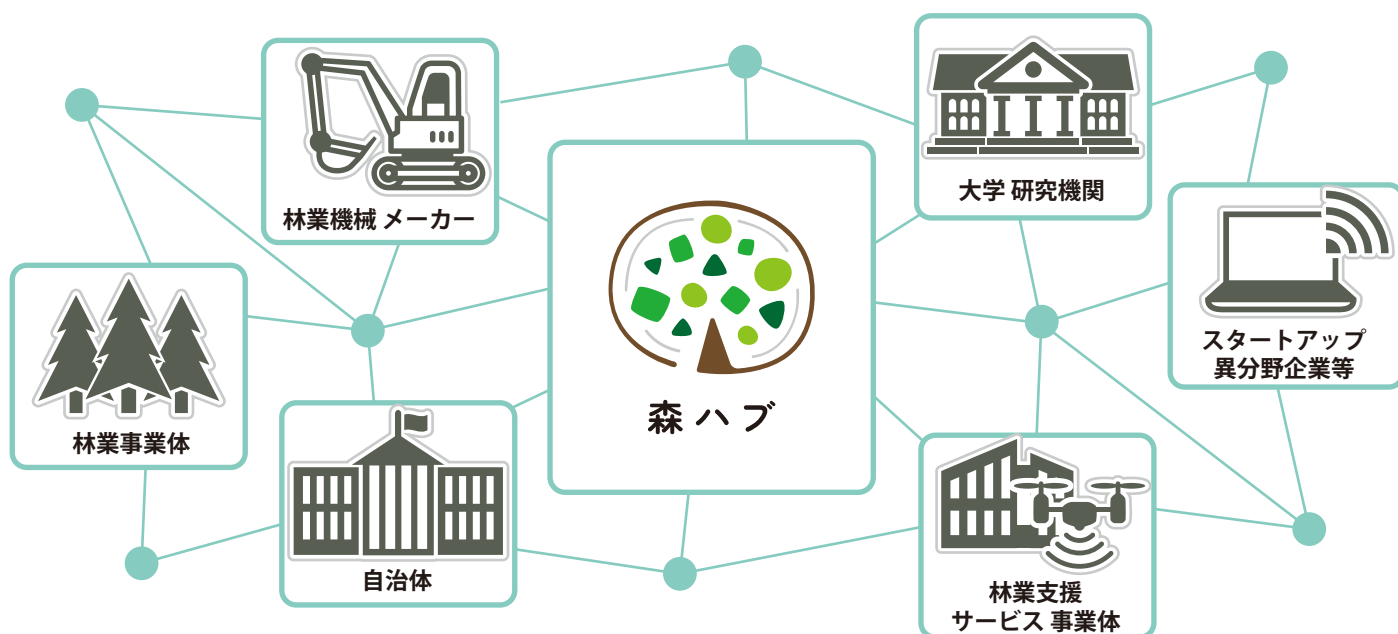 林業機械 メーカー
大学 研究機関
スタートアップ
異分野企業等
森ハブ
林業事業体
自治体
林業支援
サービス 事業体